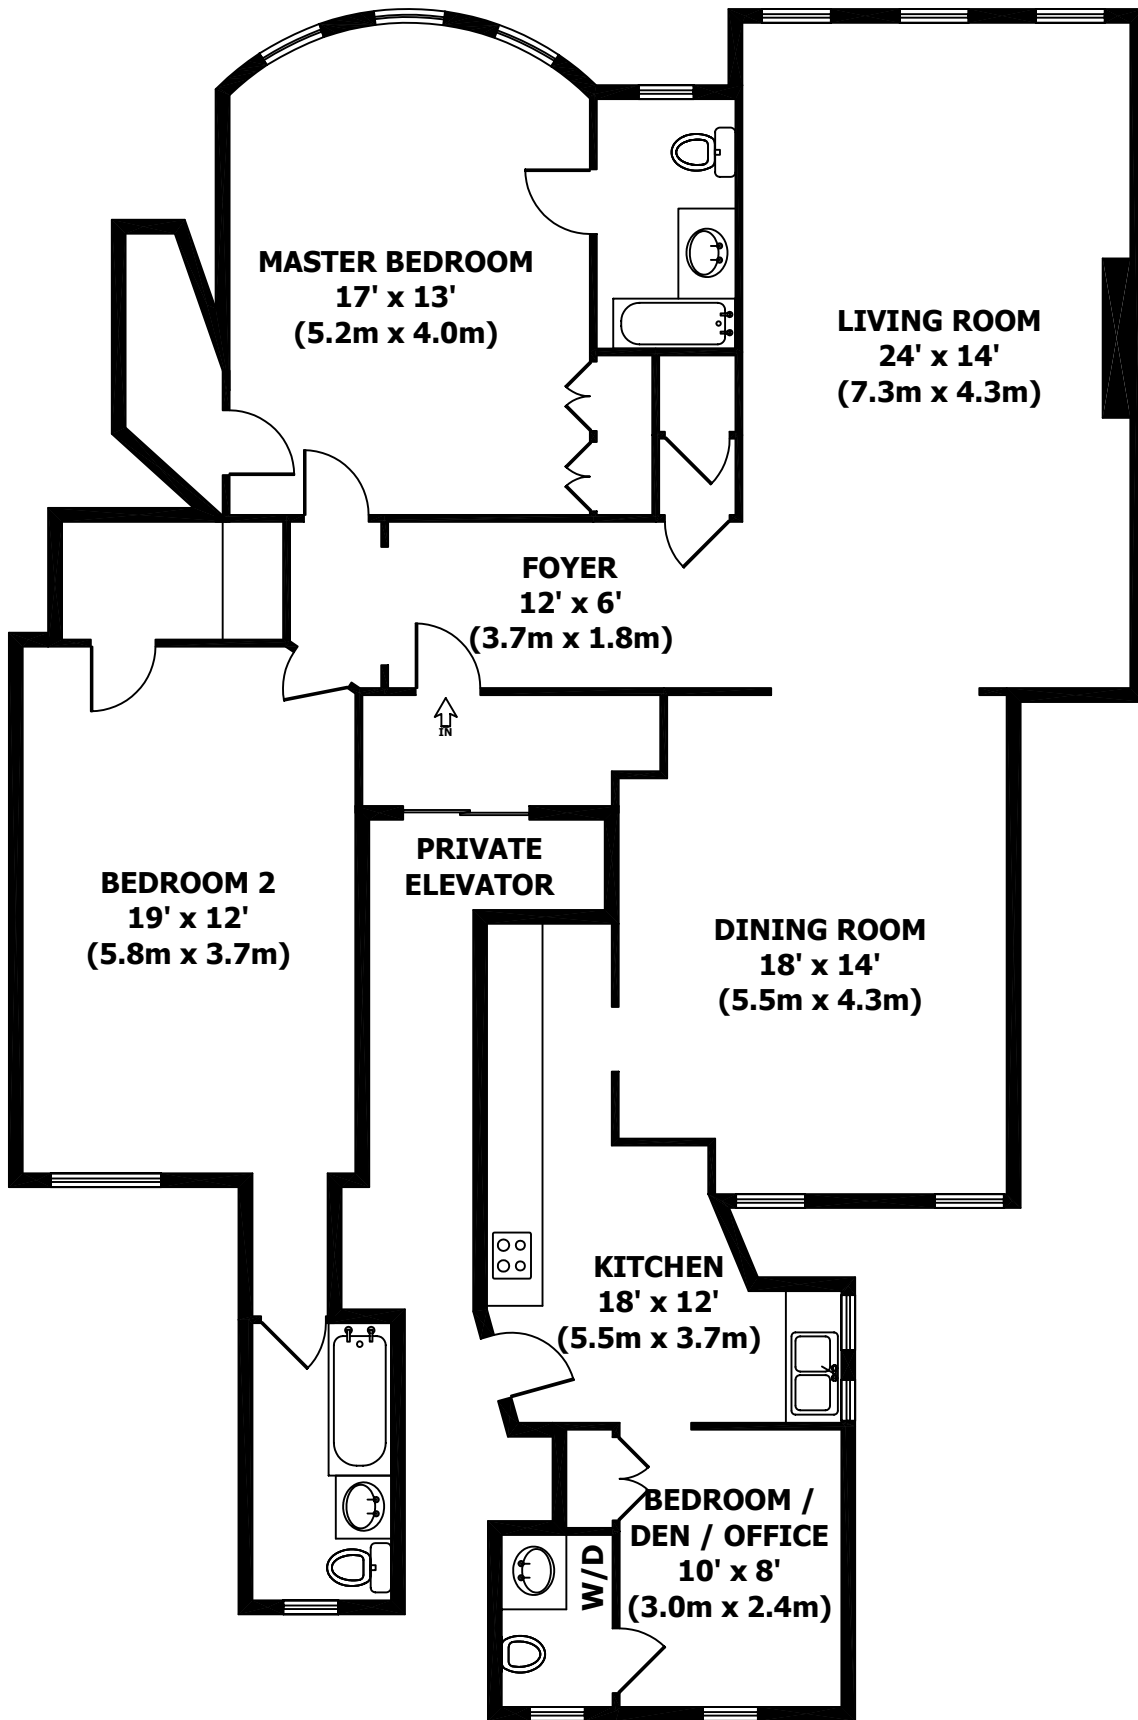 MASTER BEDROOM
17' x 13'
(5.2m x 4.0m)
LIVING ROOM
24' x 14'
(7.3m x 4.3m)
FOYER
12' x 6'
(3.7m x 1.8m)
IN
PRIVATE
ELEVATOR
BEDROOM 2
19' x 12'
(5.8m x 3.7m)
DINING ROOM
18' x 14'
(5.5m x 4.3m)
KITCHEN
18' x 12'
(5.5m x 3.7m)
BEDROOM /
DEN / OFFICE
10' x 8'
(3.0m x 2.4m)
W/D